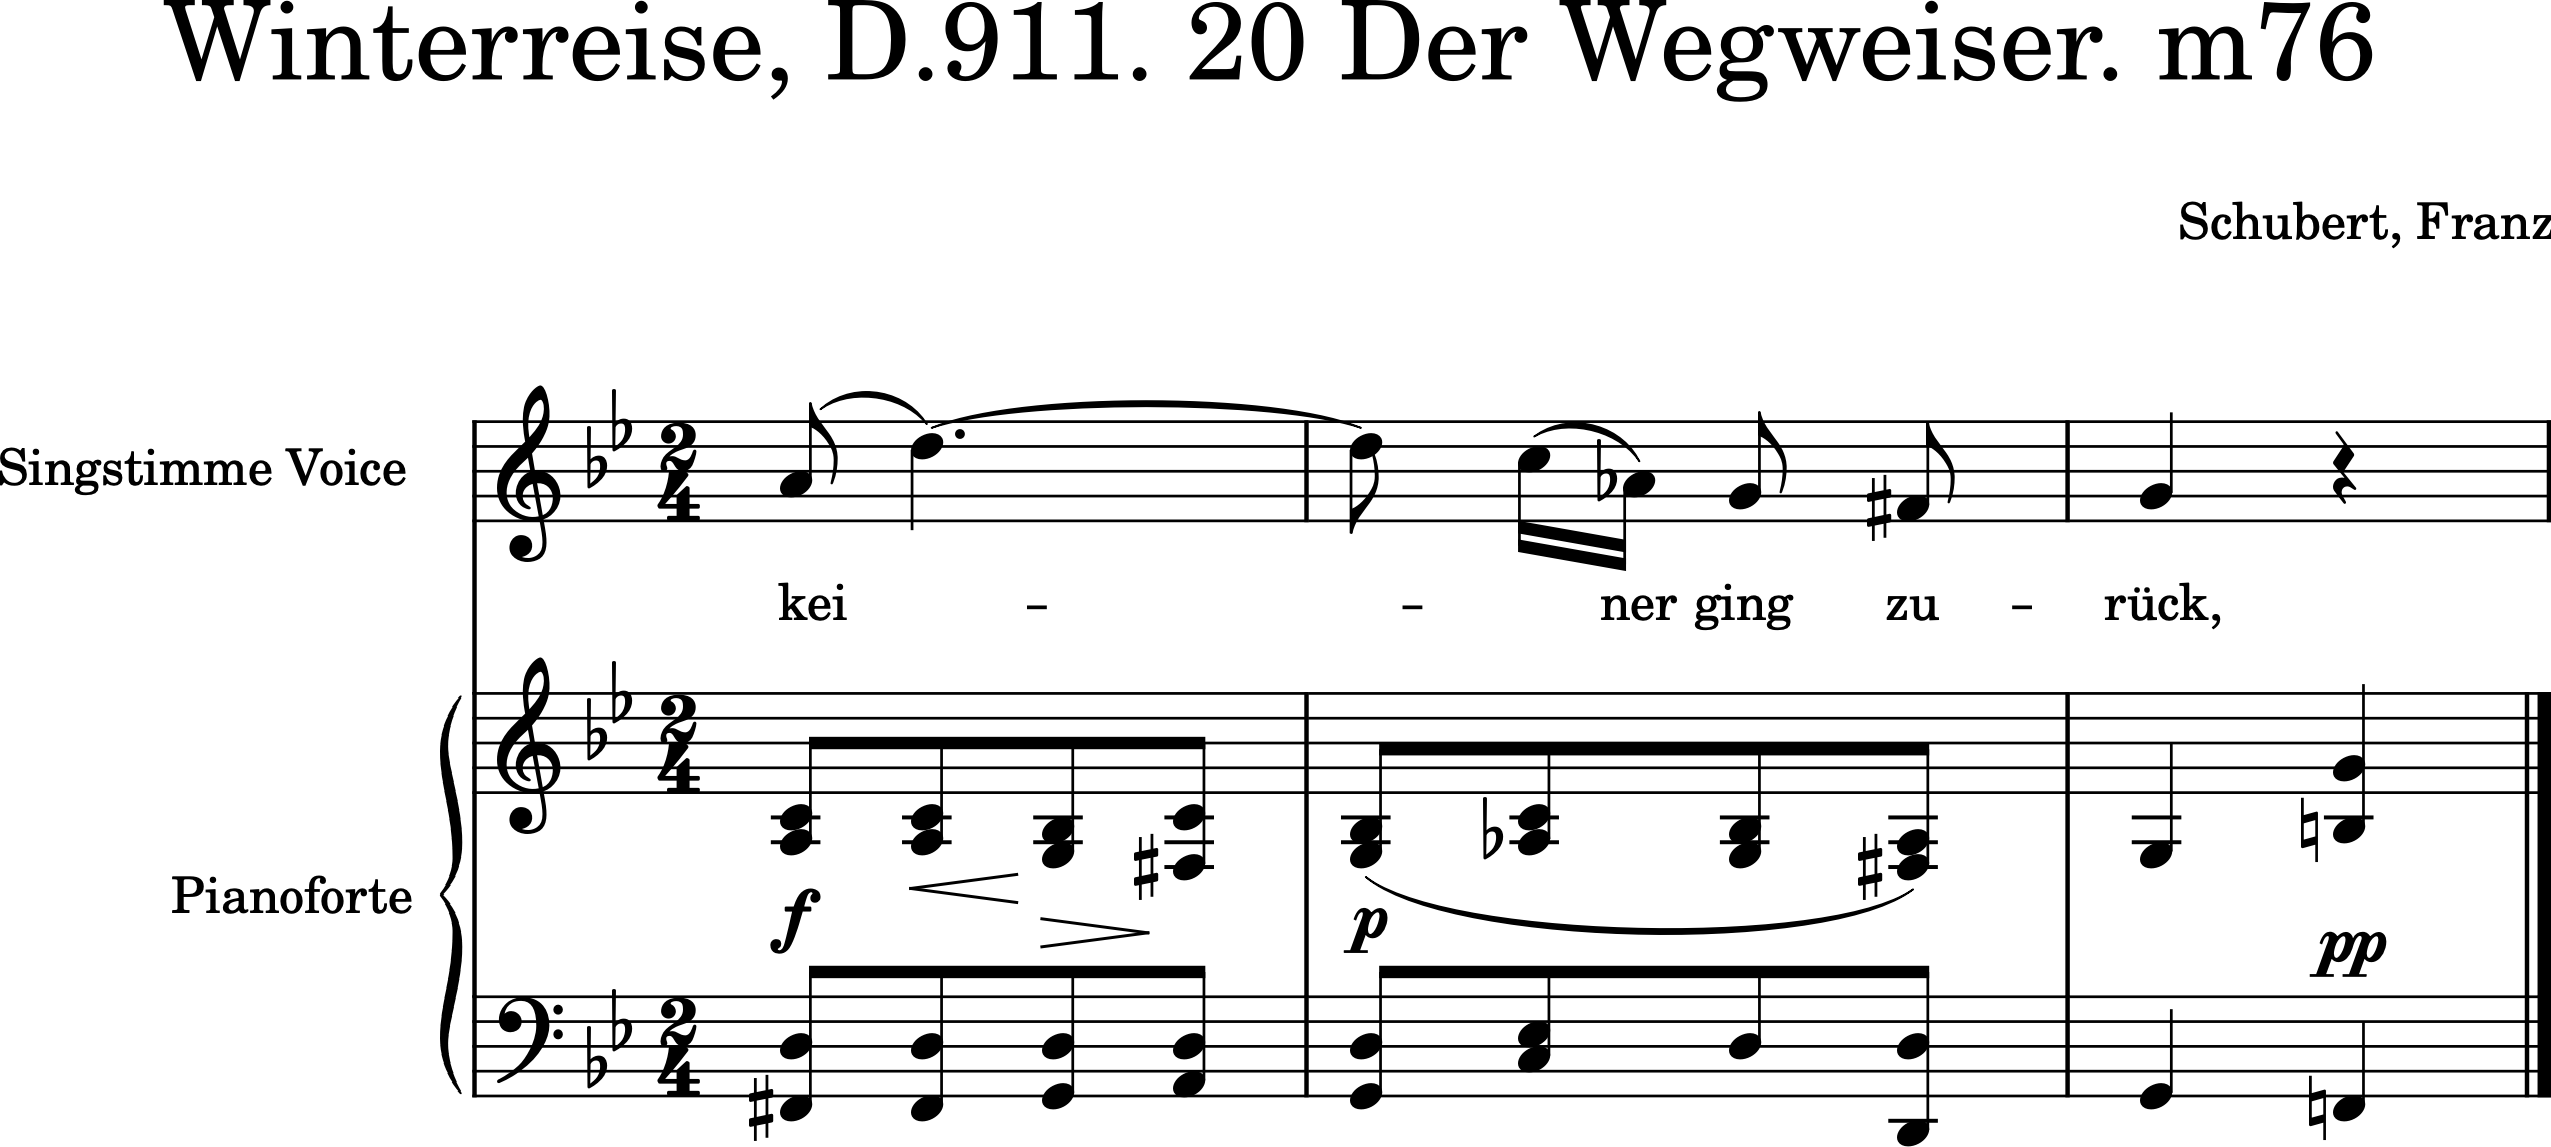 Winterreise, D.911. 20 Der Wegweiser. m76
Schubert, Franz
Singstimme Voice
kei - - ner ging zu - rück,
Pianoforte
f p pp